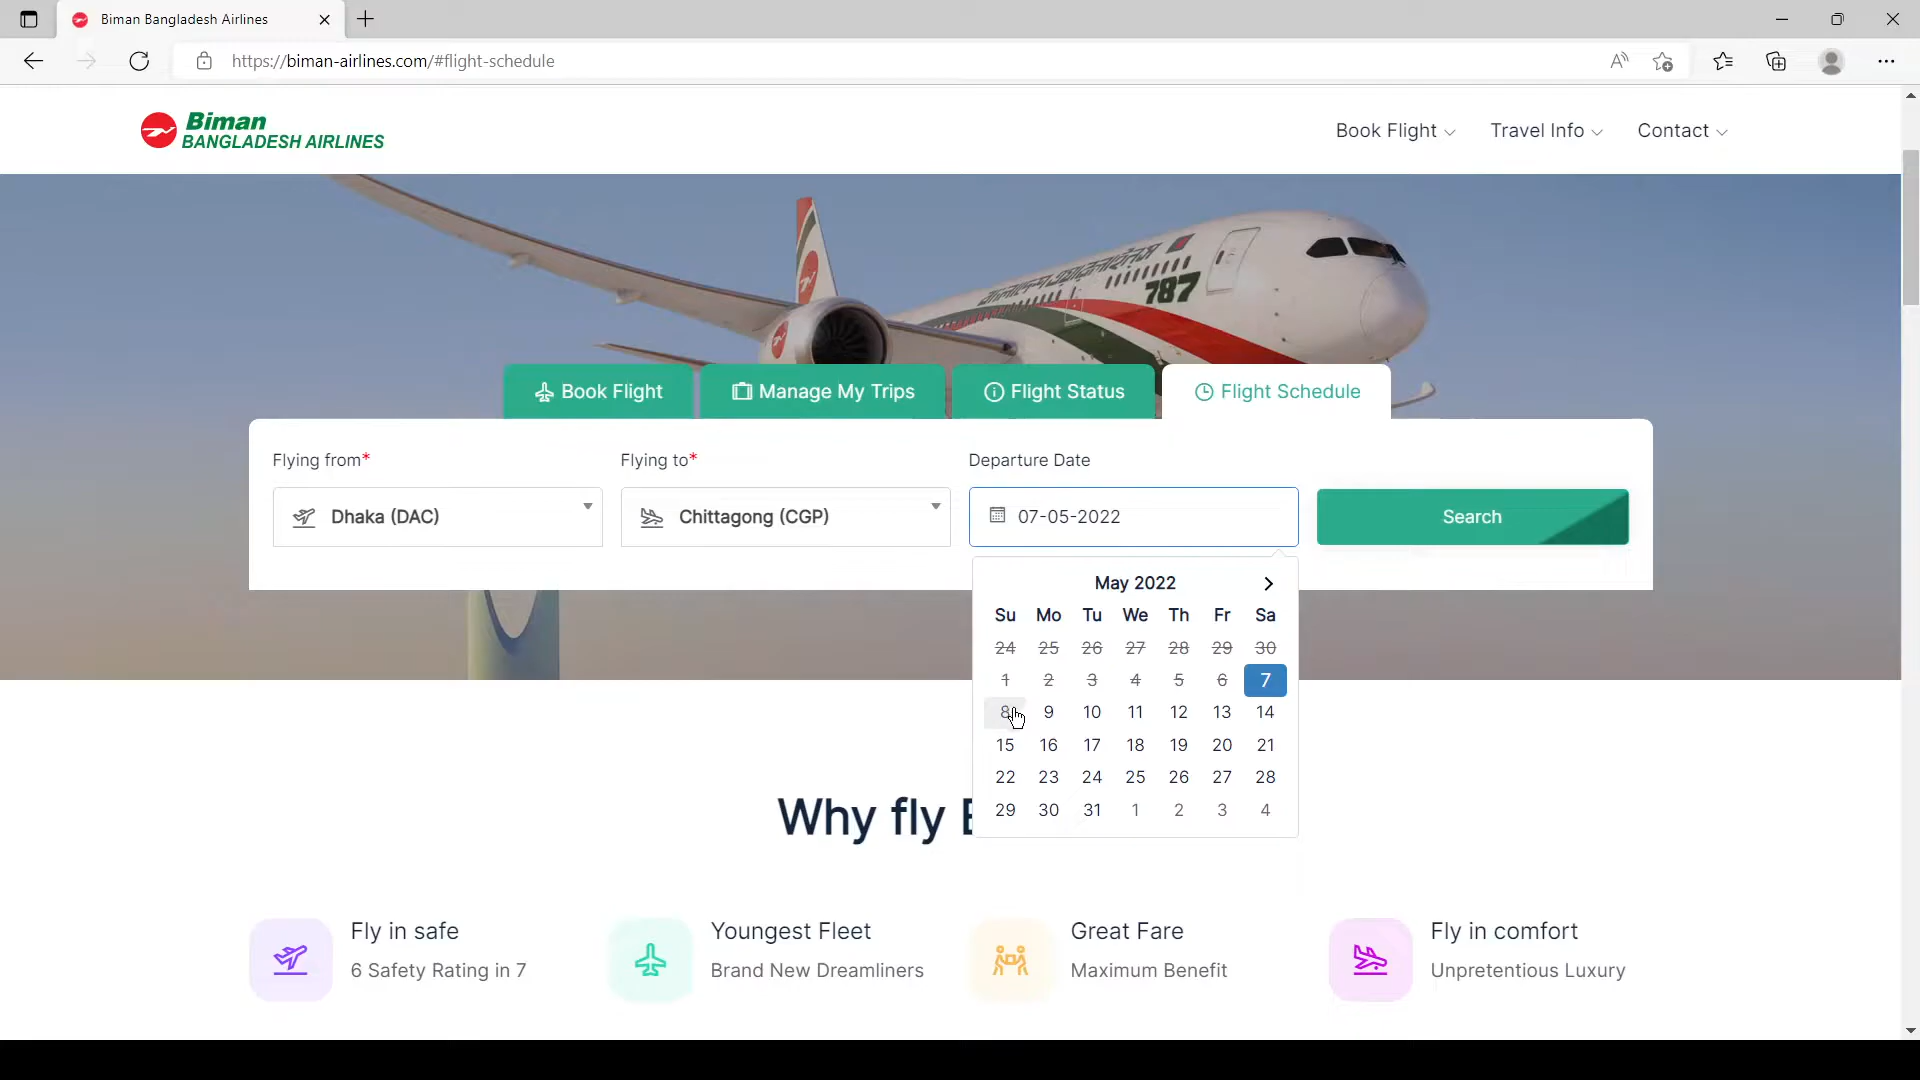 Biman Bangladesh Airlines
https://biman-airlines.com/#flight-schedule
Biman
BANGLADESH AIRLINES
Book Flight
Travel Info
Contact
787
Book Flight
Manage My Trips
Flight Status
Flight Schedule
Flying from*
Flying to*
Departure Date
Dhaka (DAC)
Chittagong (CGP)
07-05-2022
Search
May 2022
Su Mo Tu We Th Fr Sa
24 25 26 27 28 29 30
1 2 3 4 5 6 7
8 9 10 11 12 13 14
15 16 17 18 19 20 21
22 23 24 25 26 27 28
29 30 31 1 2 3 4
Why fly
Fly in safe
6 Safety Rating in 7
Youngest Fleet
Brand New Dreamliners
Great Fare
Maximum Benefit
Fly in comfort
Unpretentious Luxury